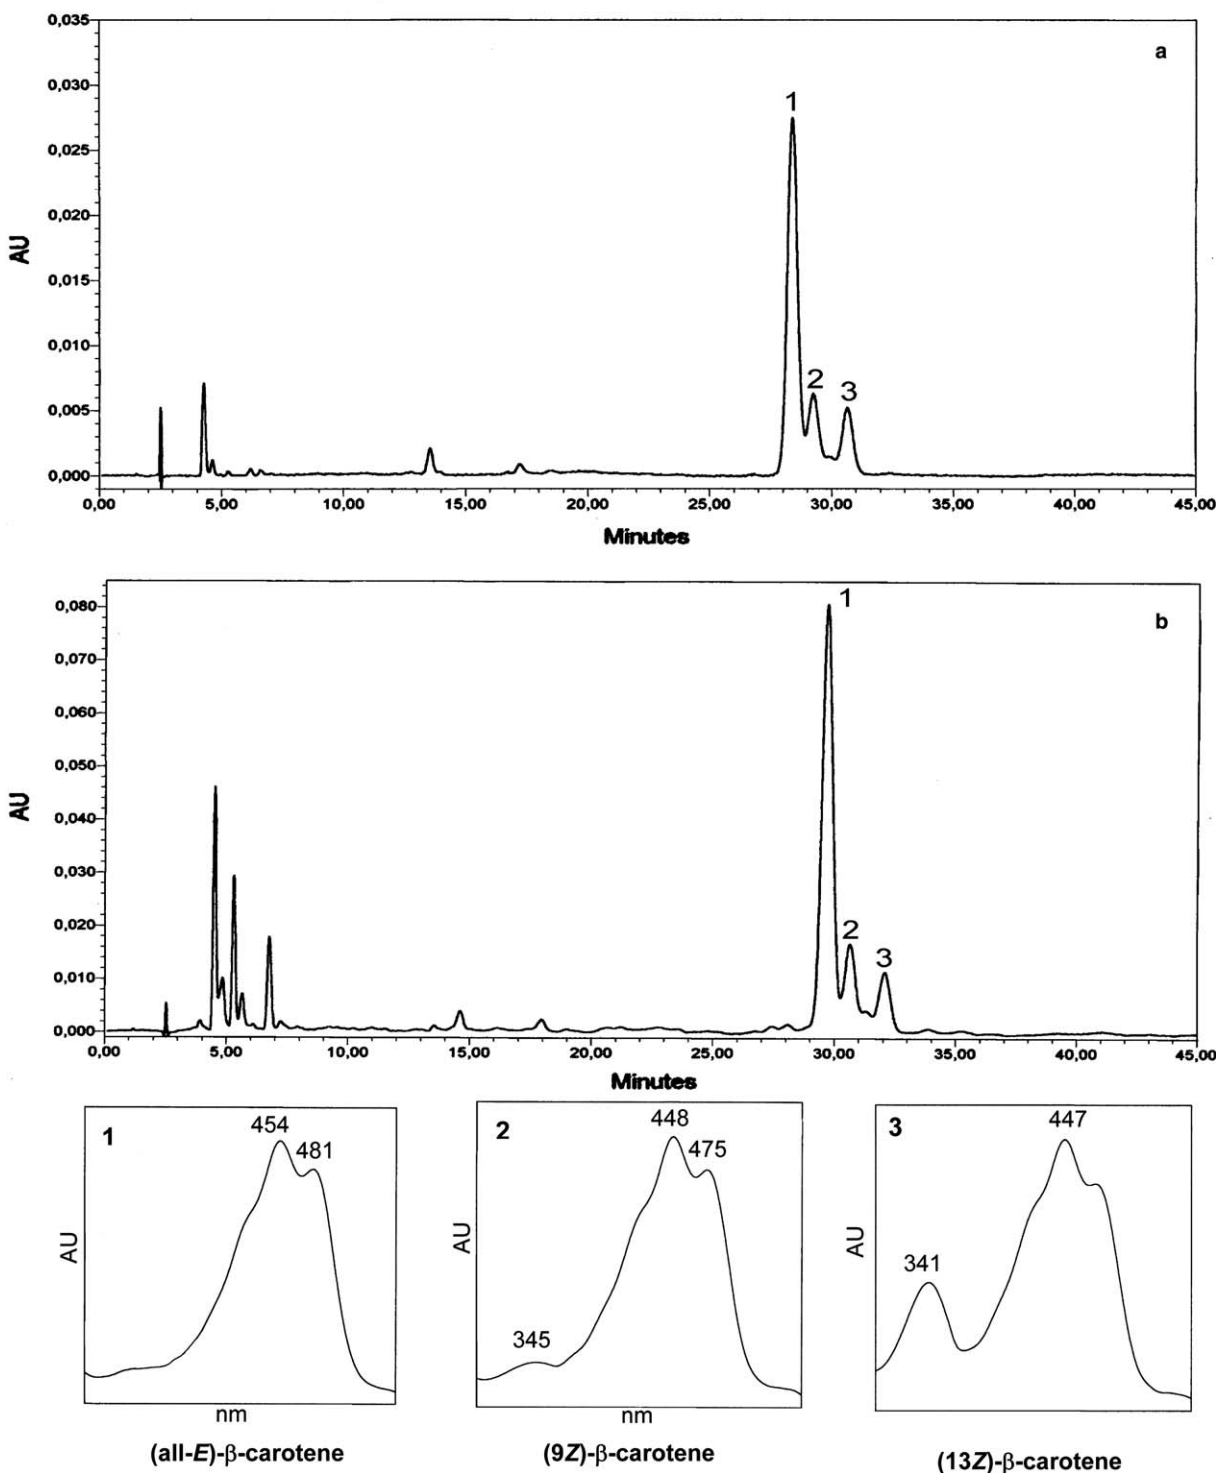 a
0,035
0,030
0,025
0,020
0,015
0,010
0,005
0,000
AU
1
2
3
0,00 5,00 10,00 15,00 20,00 25,00 30,00 35,00 40,00 45,00
Minutes
b
0,080
0,070
0,060
0,050
0,040
0,030
0,020
0,010
0,000
AU
1
2
3
0,00 5,00 10,00 15,00 20,00 25,00 30,00 35,00 40,00 45,00
Minutes
1
454
481
AU
nm
(all-E)-β-carotene
2
448
475
345
AU
nm
(9Z)-β-carotene
3
447
341
AU
(13Z)-β-carotene